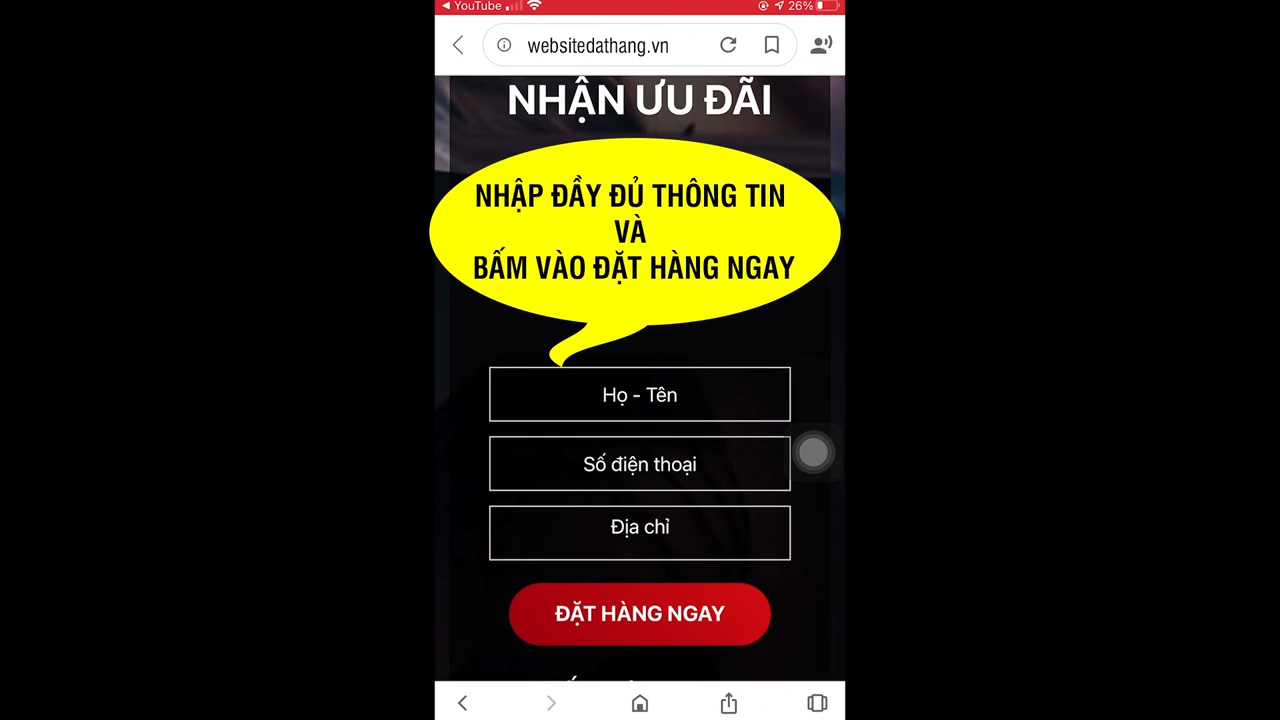 YouTube
26%
websitedathang.vn
NHẬN ƯU ĐÃI
NHẬP ĐẦY ĐỦ THÔNG TIN
VÀ
BẤM VÀO ĐẶT HÀNG NGAY
Họ - Tên
Số điện thoại
Địa chỉ
ĐẶT HÀNG NGAY